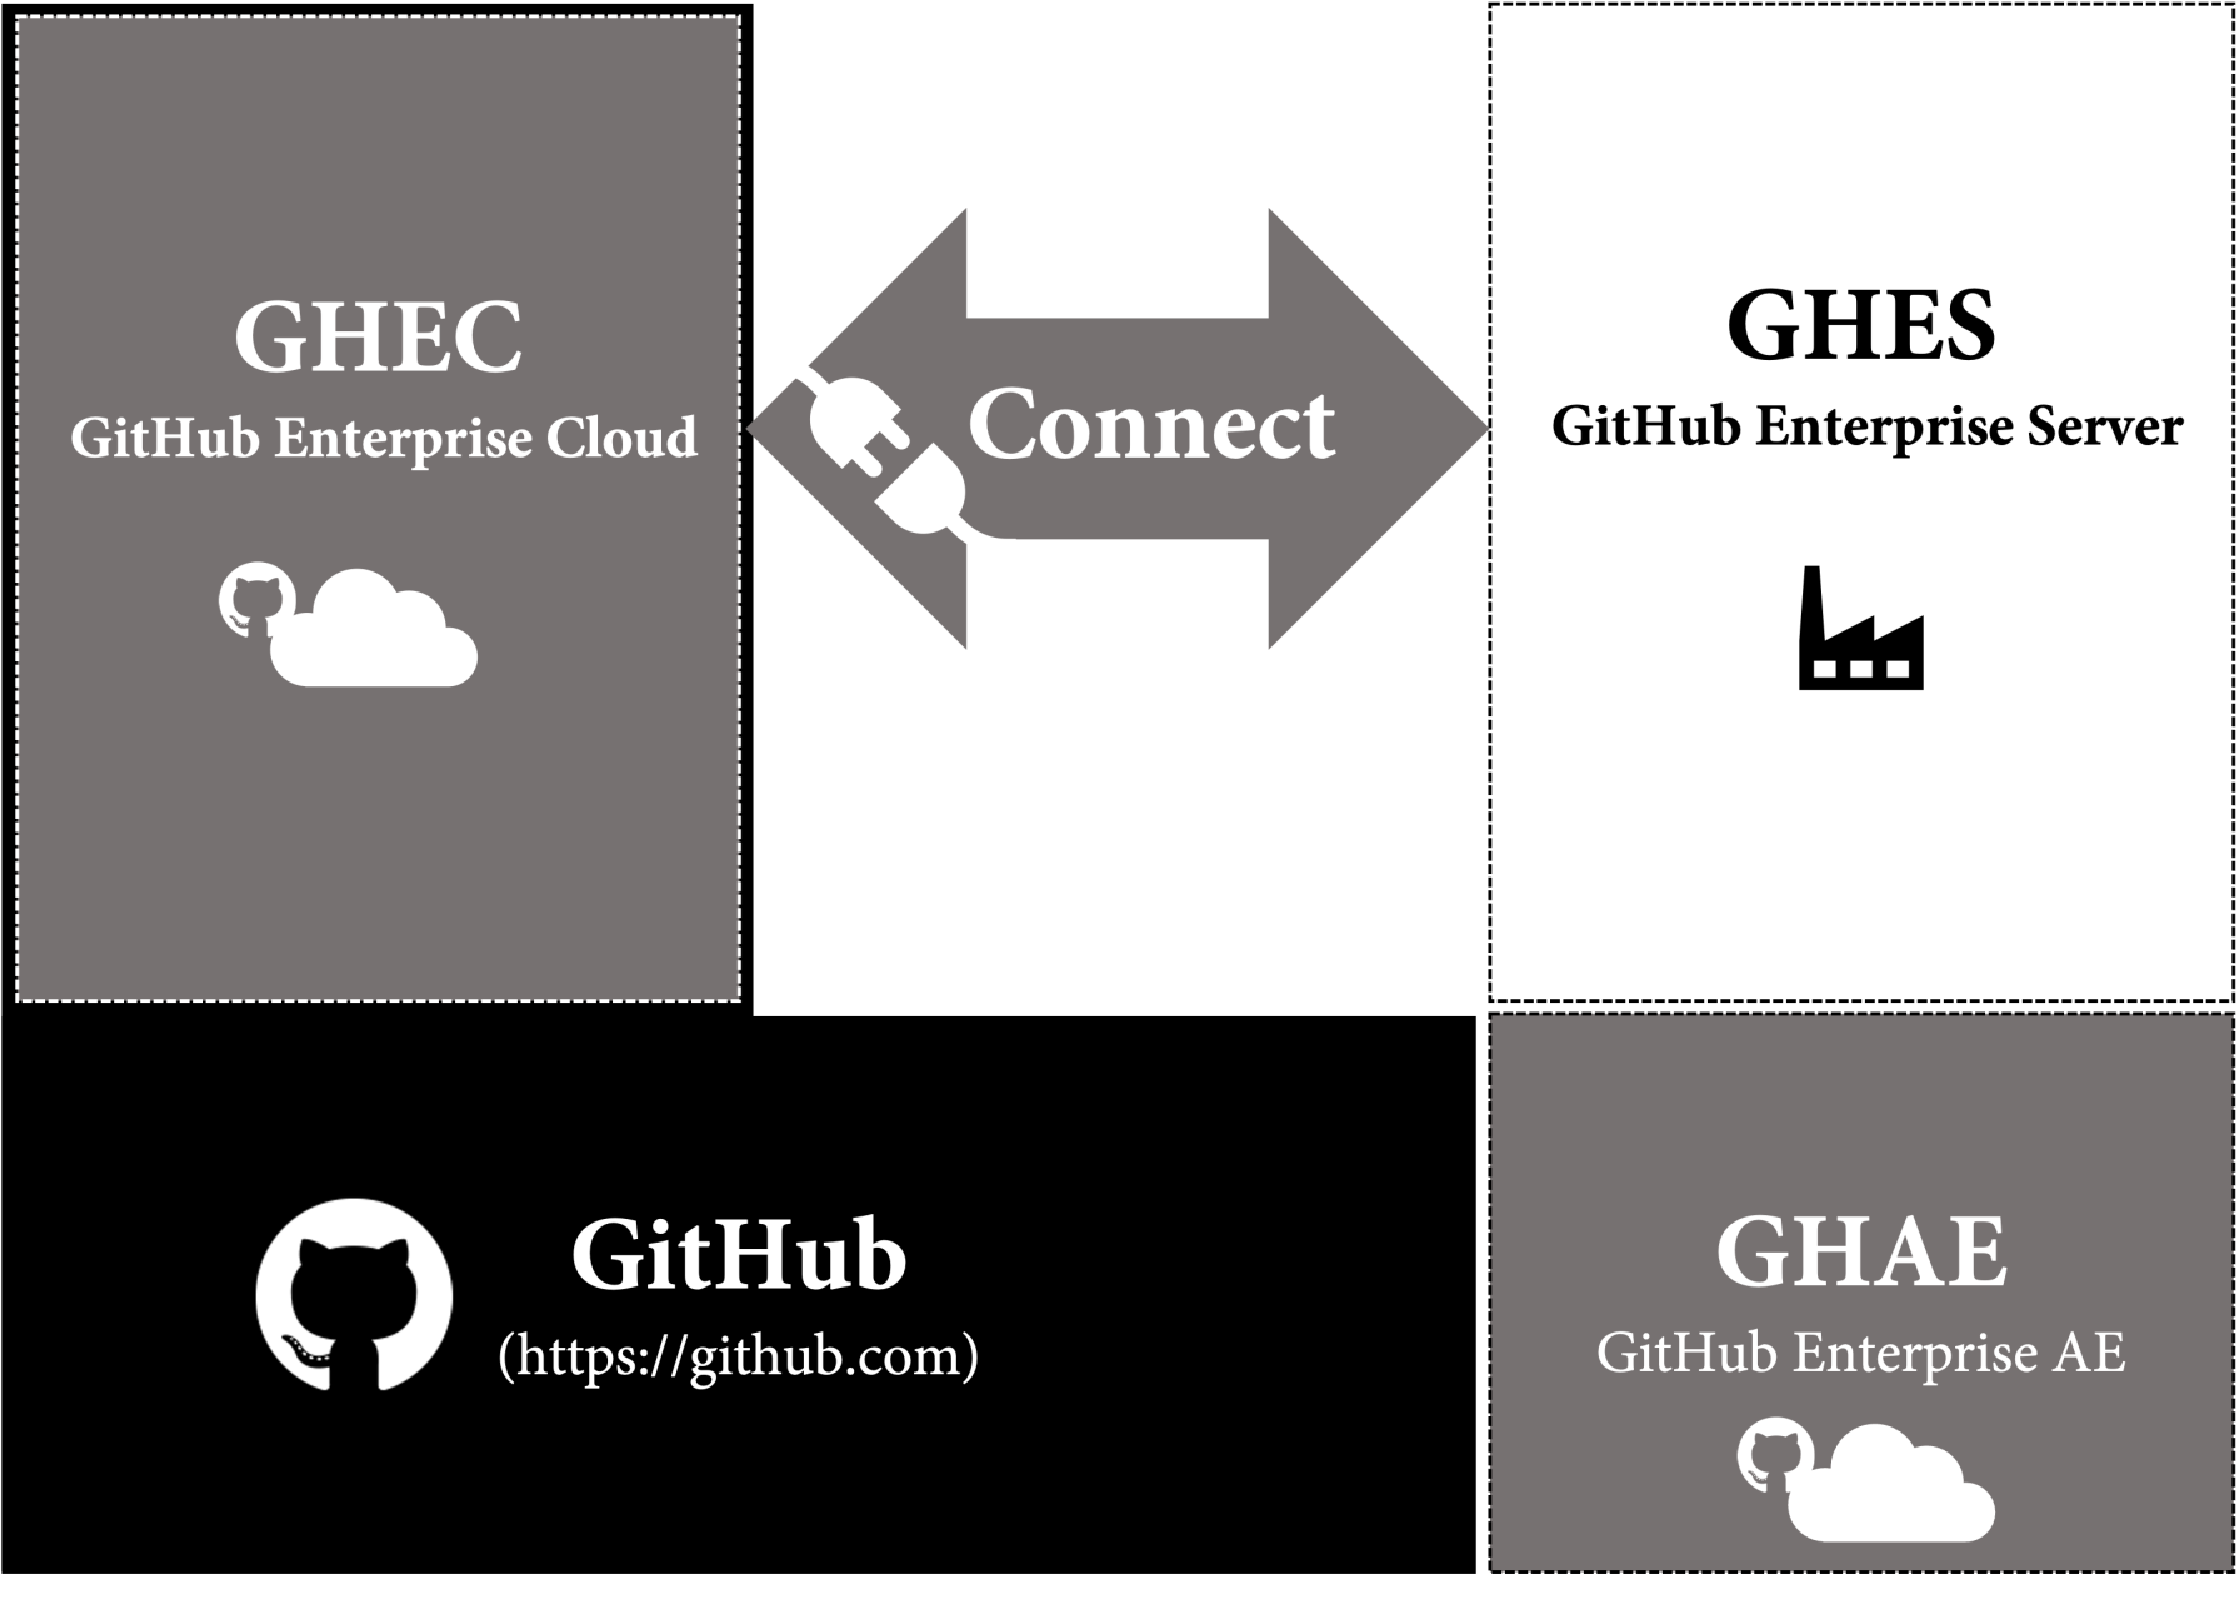 GHEC
GitHub Enterprise Cloud
Connect
GHES
GitHub Enterprise Server
GitHub
(https://github.com)
GHAE
GitHub Enterprise AE